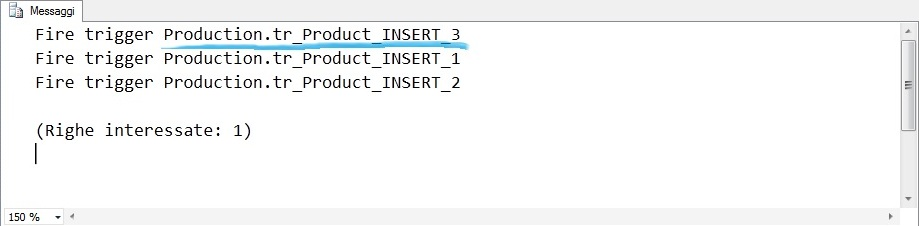 Messaggi
Fire trigger Production.tr_Product_INSERT_3
Fire trigger Production.tr_Product_INSERT_1
Fire trigger Production.tr_Product_INSERT_2
(Righe interessate: 1)
150 %